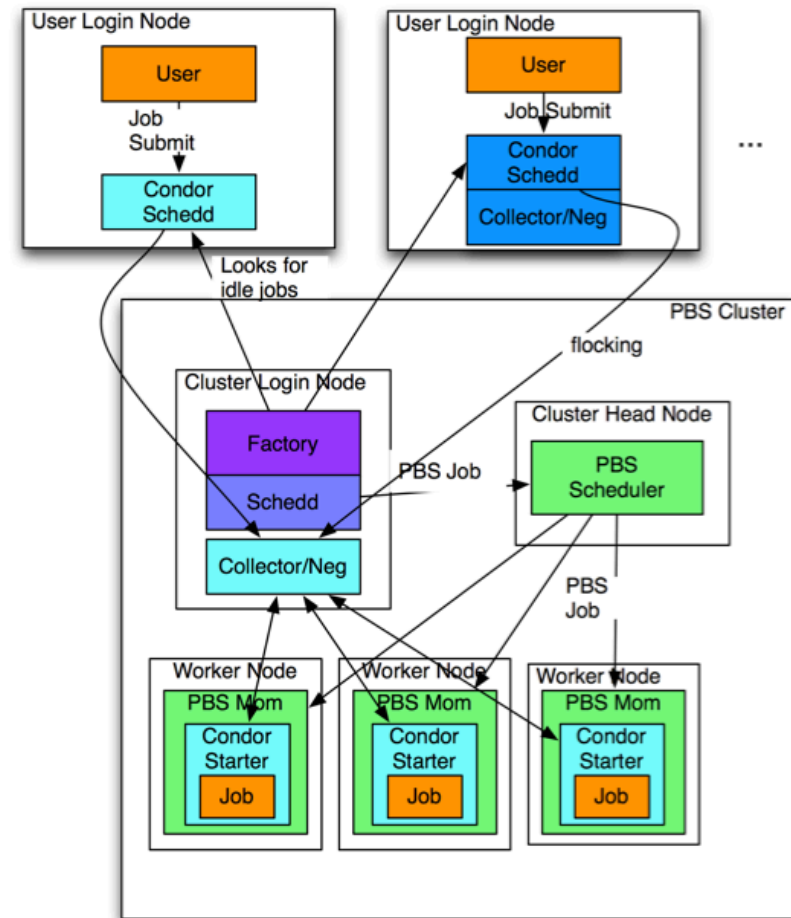 User Login Node
User
Job
Submit
Condor
Schedd
User Login Node
User
Job Submit
Condor
Schedd
Collector/Neg
...
Looks for
idle jobs
PBS Cluster
flocking
Cluster Login Node
Factory
Schedd
Collector/Neg
PBS Job
Cluster Head Node
PBS
Scheduler
PBS
Job
Worker Node
PBS Mom
Condor
Starter
Job
Worker Node
PBS Mom
Condor
Starter
Job
Worker Node
PBS Mom
Condor
Starter
Job